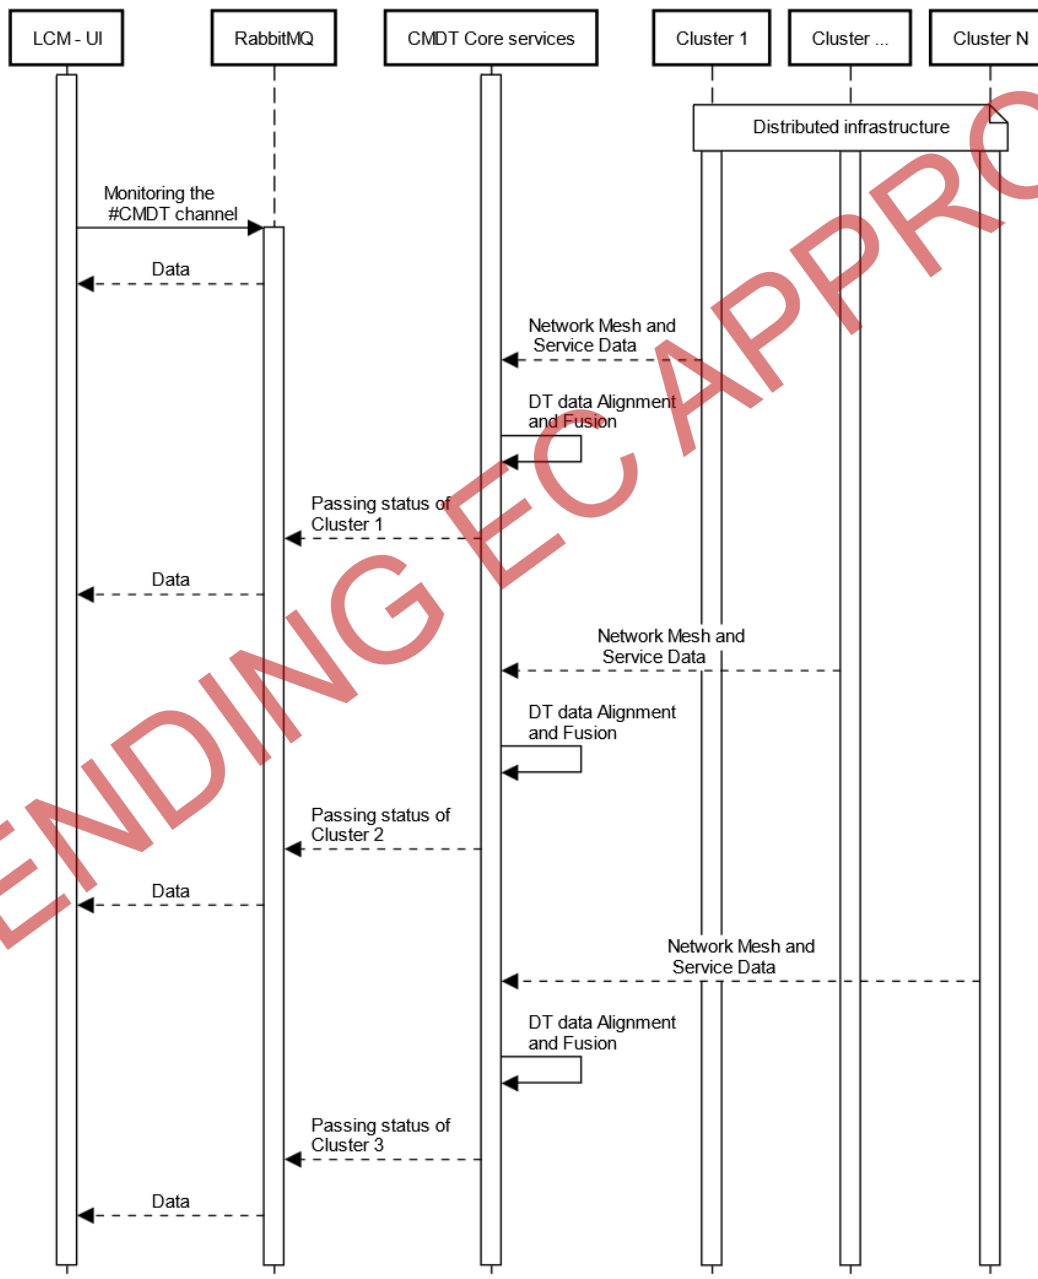 LCM - UI
RabbitMQ
CMDT Core services
Cluster 1
Cluster ...
Cluster N
Distributed infrastructure
Monitoring the
#CMDT channel
Data
Network Mesh and
Service Data
DT data Alignment
and Fusion
Passing status of
Cluster 1
Data
Network Mesh and
Service Data
DT data Alignment
and Fusion
Passing status of
Cluster 2
Data
Network Mesh and
Service Data
DT data Alignment
and Fusion
Passing status of
Cluster 3
Data
ENDING EC APPRO